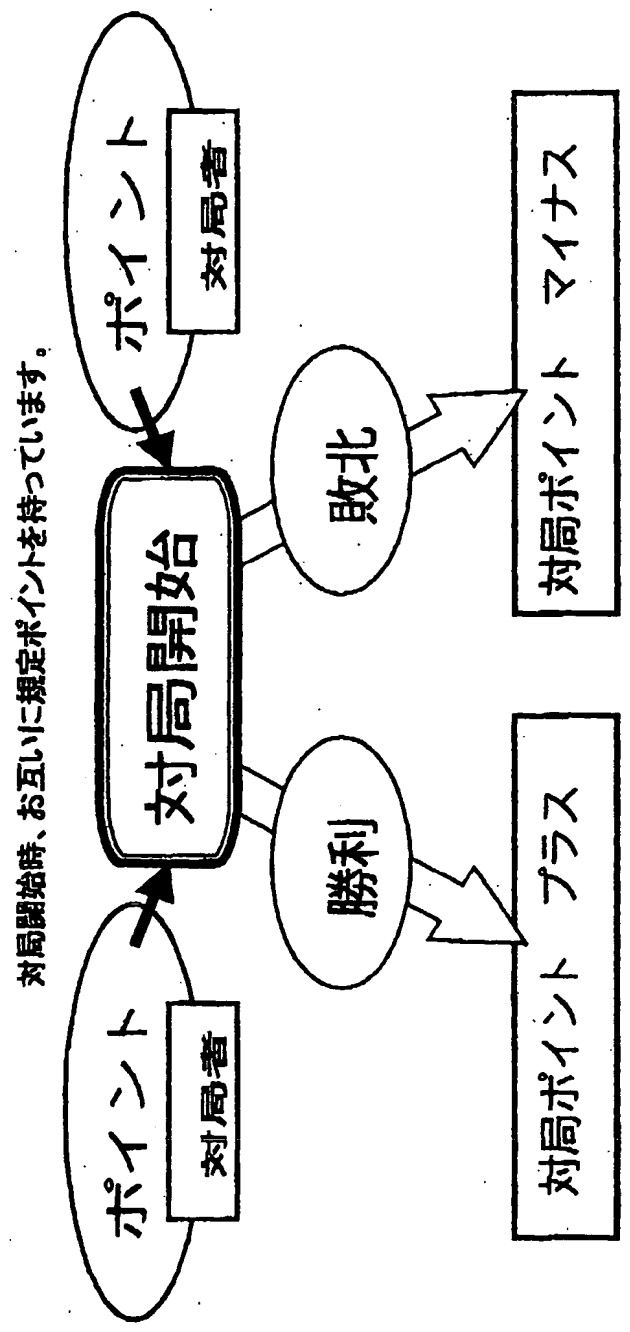 対局開始時、お互いに規定ポイントを持っています。
ポイント
対局者
ポイント
対局者
対局開始
勝利
敗北
対局ポイント プラス
対局ポイント マイナス